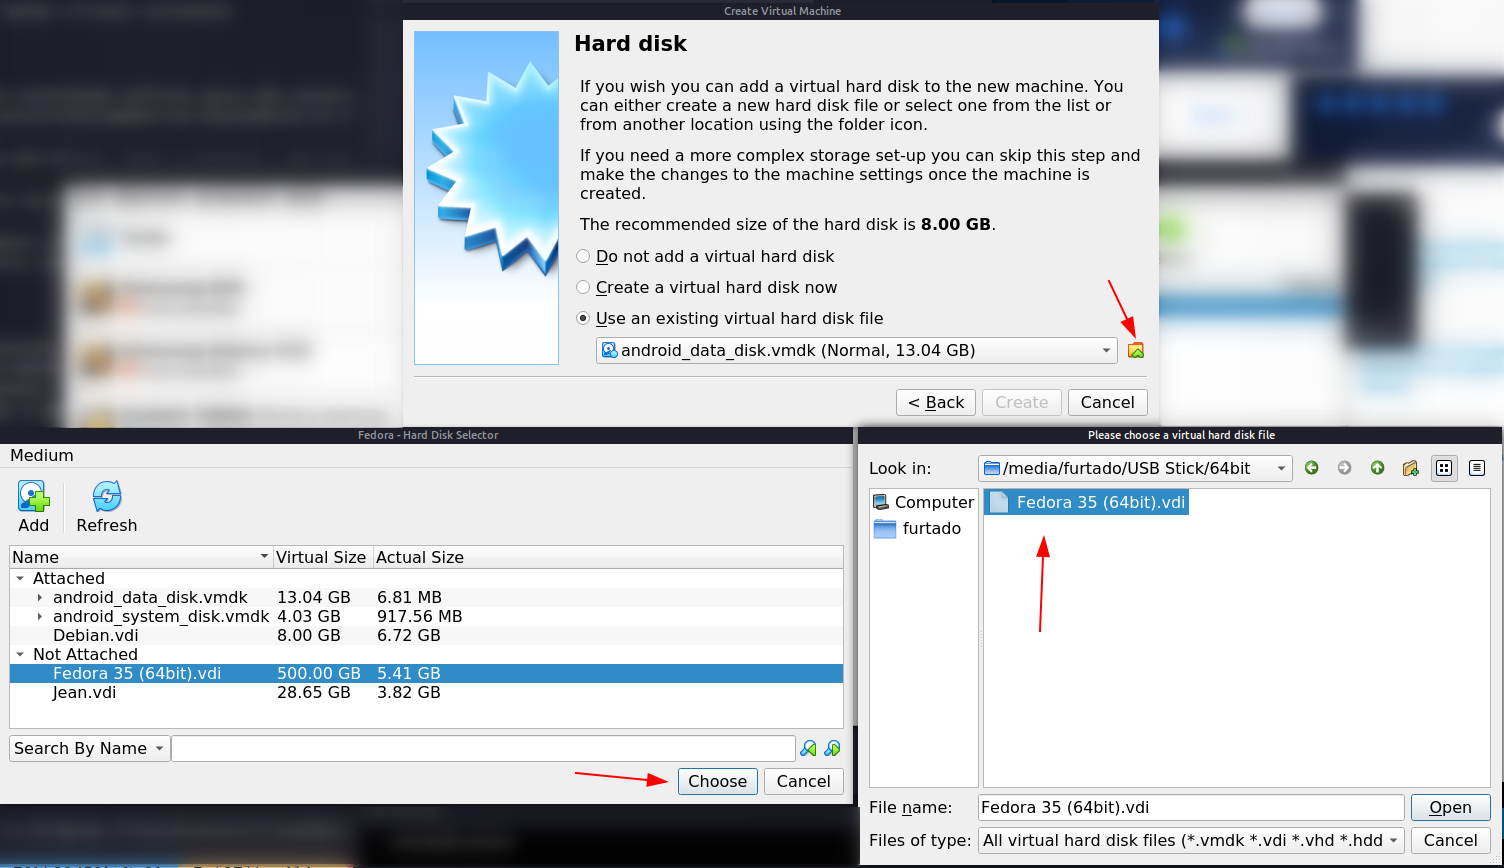 Create Virtual Machine
Hard disk
If you wish you can add a virtual hard disk to the new machine. You
can either create a new hard disk file or select one from the list or
from another location using the folder icon.
If you need a more complex storage set-up you can skip this step and
make the changes to the machine settings once the machine is
created.
The recommended size of the hard disk is 8.00 GB.
Do not add a virtual hard disk
Create a virtual hard disk now
Use an existing virtual hard disk file
android_data_disk.vmdk (Normal, 13.04 GB)
< Back Create Cancel
Fedora - Hard Disk Selector
Medium
Add Refresh
Name Virtual Size Actual Size
Attached
android_data_disk.vmdk 13.04 GB 6.81 MB
android_system_disk.vmdk 4.03 GB 917.56 MB
Debian.vdi 8.00 GB 6.72 GB
Not Attached
Fedora 35 (64bit).vdi 500.00 GB 5.41 GB
Jean.vdi 28.65 GB 3.82 GB
Search By Name
Choose Cancel
Please choose a virtual hard disk file
Look in: /media/furtado/USB Stick/64bit
Computer
furtado
Fedora 35 (64bit).vdi
File name: Fedora 35 (64bit).vdi Open
Files of type: All virtual hard disk files (*.vmdk *.vdi *.vhd *.hdd Cancel